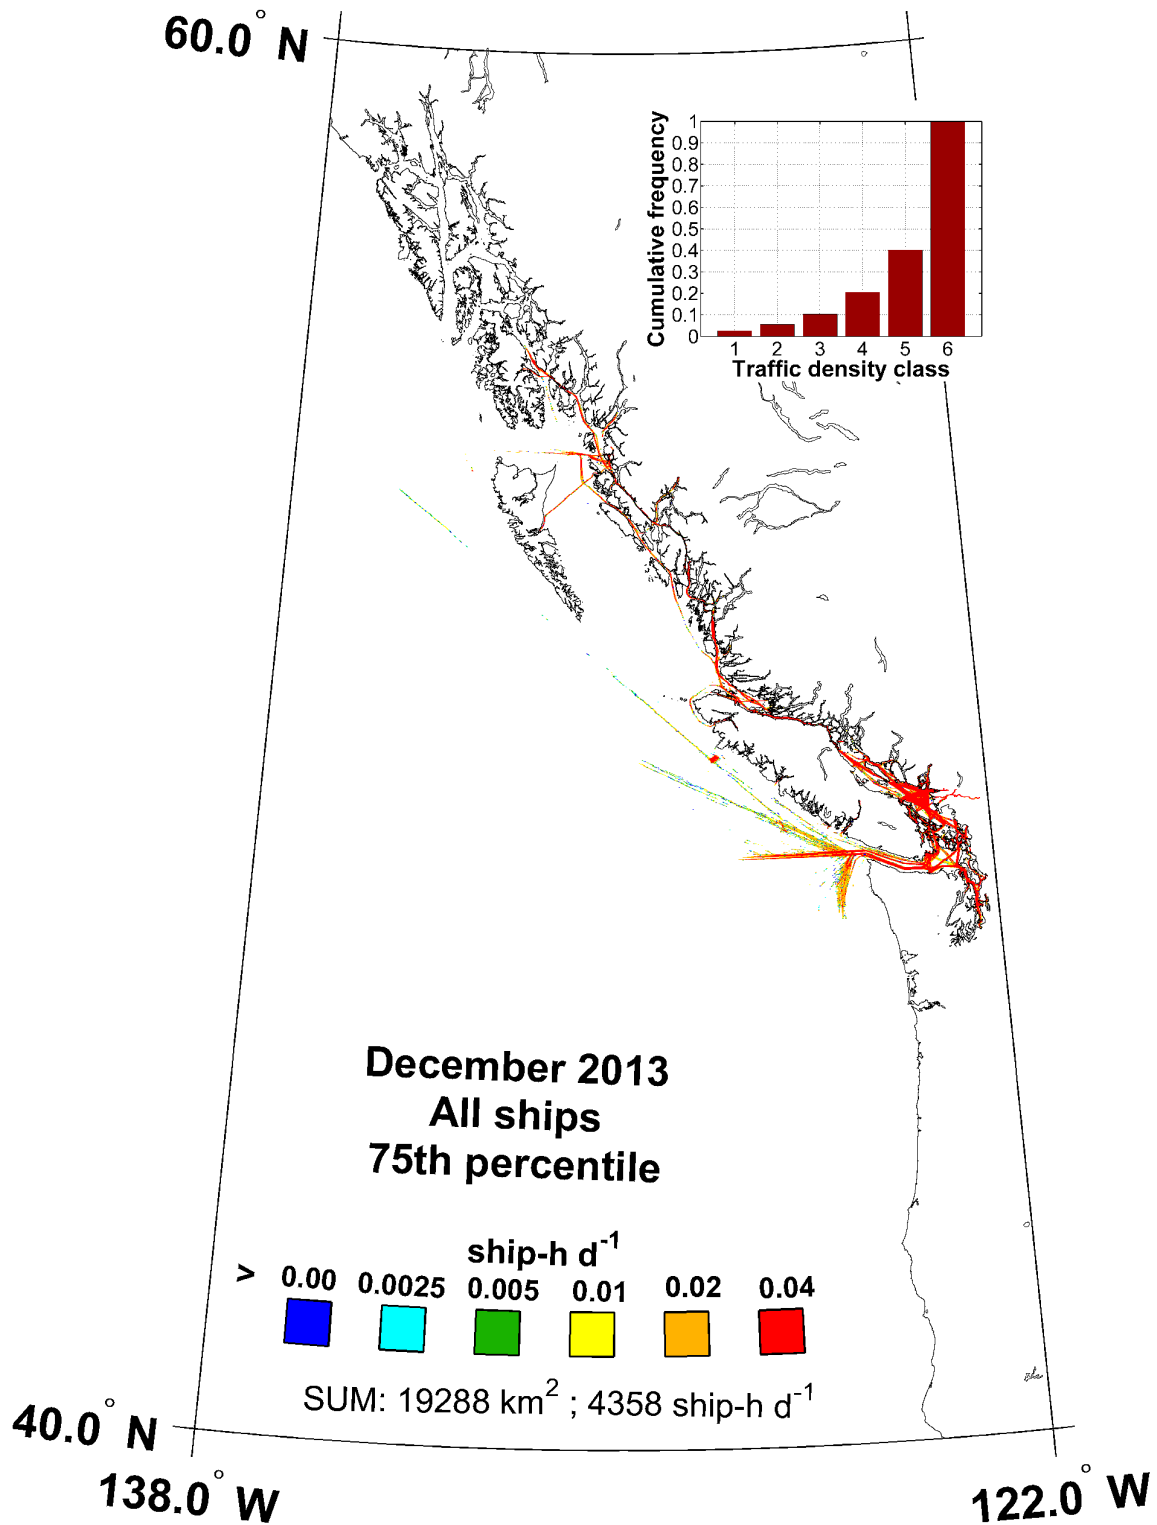 60.0° N
Cumulative frequency
1
0.9
0.8
0.7
0.6
0.5
0.4
0.3
0.2
0.1
0
1 2 3 4 5 6
Traffic density class
December 2013
All ships
75th percentile
ship-h d⁻¹
> 0.00 0.0025 0.005 0.01 0.02 0.04
SUM: 19288 km² ; 4358 ship-h d⁻¹
40.0° N
138.0° W
122.0° W